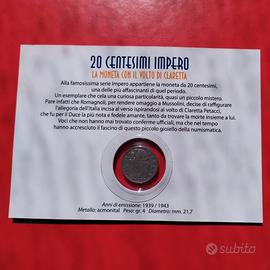 20 CENTESIMI IMPERO
LA MONETA CON IL VOLTO DI CLARETTA
Alla famosissima serie Impero appartiene la moneta da 20 centesimi,
una delle più affascinanti di quel periodo.
Un esemplare che cela una curiosa particolarità, quasi un piccolo mistero.
Pare infatti che Romagnoli, per rendere omaggio a Mussolini, decise di raffigurare
l'allegoria dell'Italia incisa al verso ispirandosi al volto di Claretta Petacci,
che fu per il Duce la più nota e fedele amante, tanto da trovare la morte insieme a lui.
Voci che non hanno mai trovato conferme ufficiali, ma che nel tempo
hanno accresciuto il fascino di questo piccolo gioiello della numismatica.
Anni di emissione: 1939 / 1943
Metallo: acmonital Peso: gr. 4 Diametro: mm. 21,7
subito